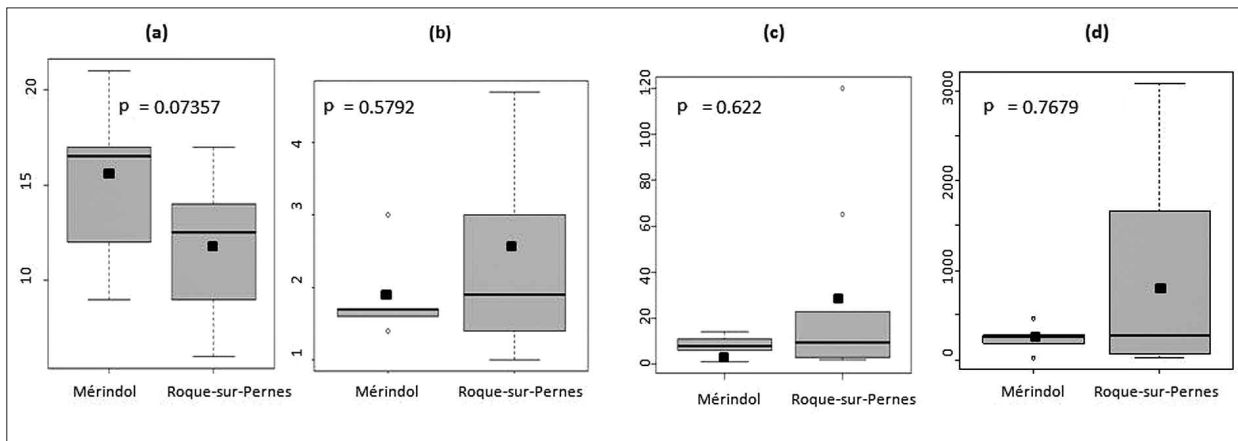 (a) (b) (c) (d)
p = 0.07357
20
15
10
Mérindol Roque-sur-Pernes
p = 0.5792
4
3
2
1
Mérindol Roque-sur-Pernes
p = 0.622
120
100
80
60
40
20
0
Mérindol Roque-sur-Pernes
p = 0.7679
3000
2000
1000
0
Mérindol Roque-sur-Pernes